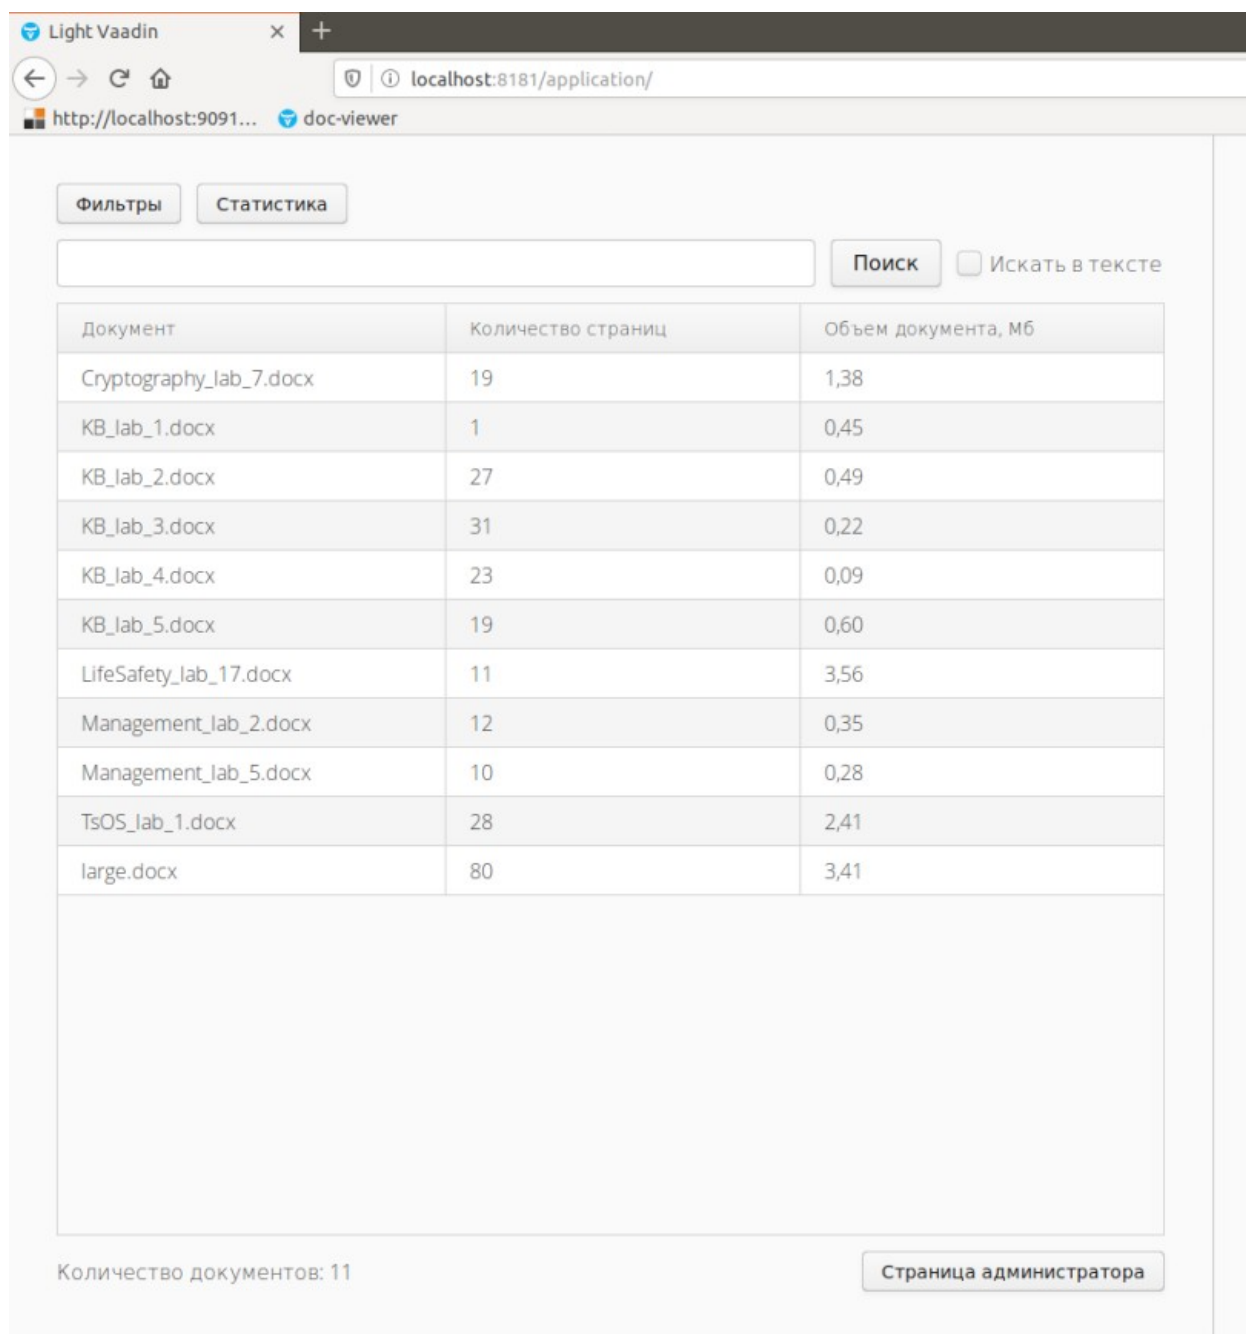 Light Vaadin
localhost:8181/application/
http://localhost:9091... doc-viewer
Фильтры Статистика
Поиск Искать в тексте
Документ Количество страниц Объем документа, Мб
Cryptography_lab_7.docx 19 1,38
KB_lab_1.docx 1 0,45
KB_lab_2.docx 27 0,49
KB_lab_3.docx 31 0,22
KB_lab_4.docx 23 0,09
KB_lab_5.docx 19 0,60
LifeSafety_lab_17.docx 11 3,56
Management_lab_2.docx 12 0,35
Management_lab_5.docx 10 0,28
TsOS_lab_1.docx 28 2,41
large.docx 80 3,41
Количество документов: 11 Страница администратора